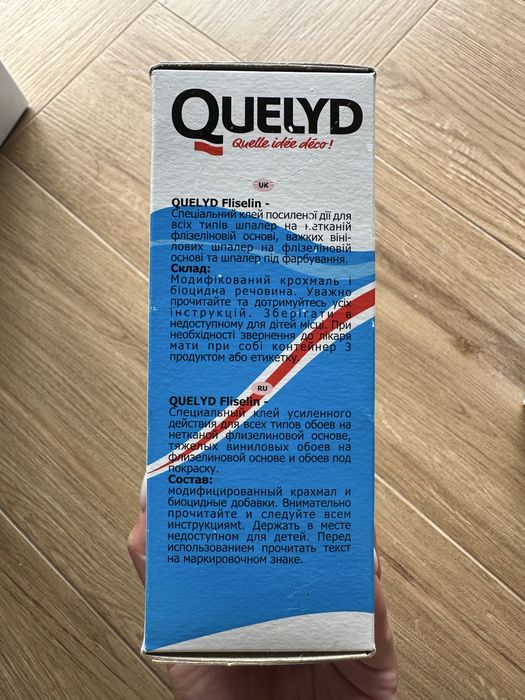 QUELYD
Quelle idée déco!
UK
QUELYD Fliselin -
Спеціальний клей посиленої дії для
всіх типів шпалер на нетканій
флізеліновій основі, важких віні-
лових шпалер на флізеліновій
основі та шпалер під фарбування.
Склад:
Модифікований крохмаль і
біоцидна речовина. Уважно
прочитайте та дотримуйтесь усіх
інструкцій. Зберігати в
недоступному для дітей місці. При
необхідності звернення до лікаря
мати при собі контейнер З
продуктом або етикетку
RU
QUELYD Fliselin -
Специальный клей усиленного
действия для всех типов обоев на
нетканой флизелиновой основе,
тяжелых виниловых обоев на
флизелиновой основе и обоев под
покраску.
Состав:
модифицированный крахмал и
биоцидные добавки. Внимательно
прочитайте и следуйте всем
инструкциямt. Держать в месте
недоступном для детей. Перед
использованием прочитать текст
на маркировочном знаке.